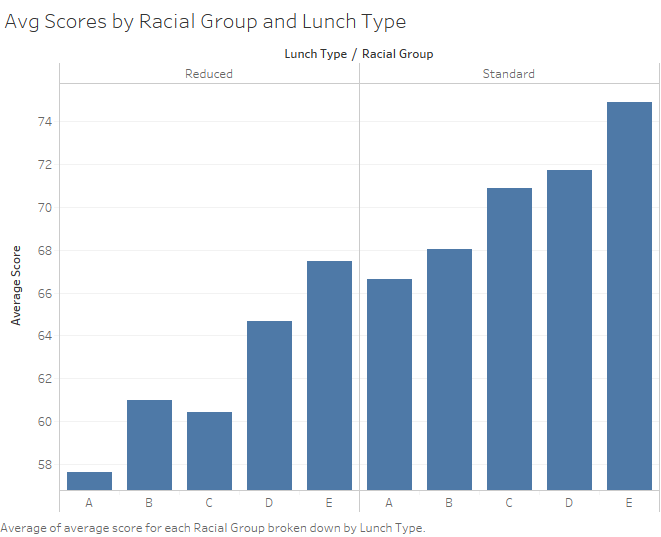 Avg Scores by Racial Group and Lunch Type
Lunch Type / Racial Group
Reduced
Standard
Average Score
74
72
70
68
66
64
62
60
58
A B C D E A B C D E
Average of average score for each Racial Group broken down by Lunch Type.